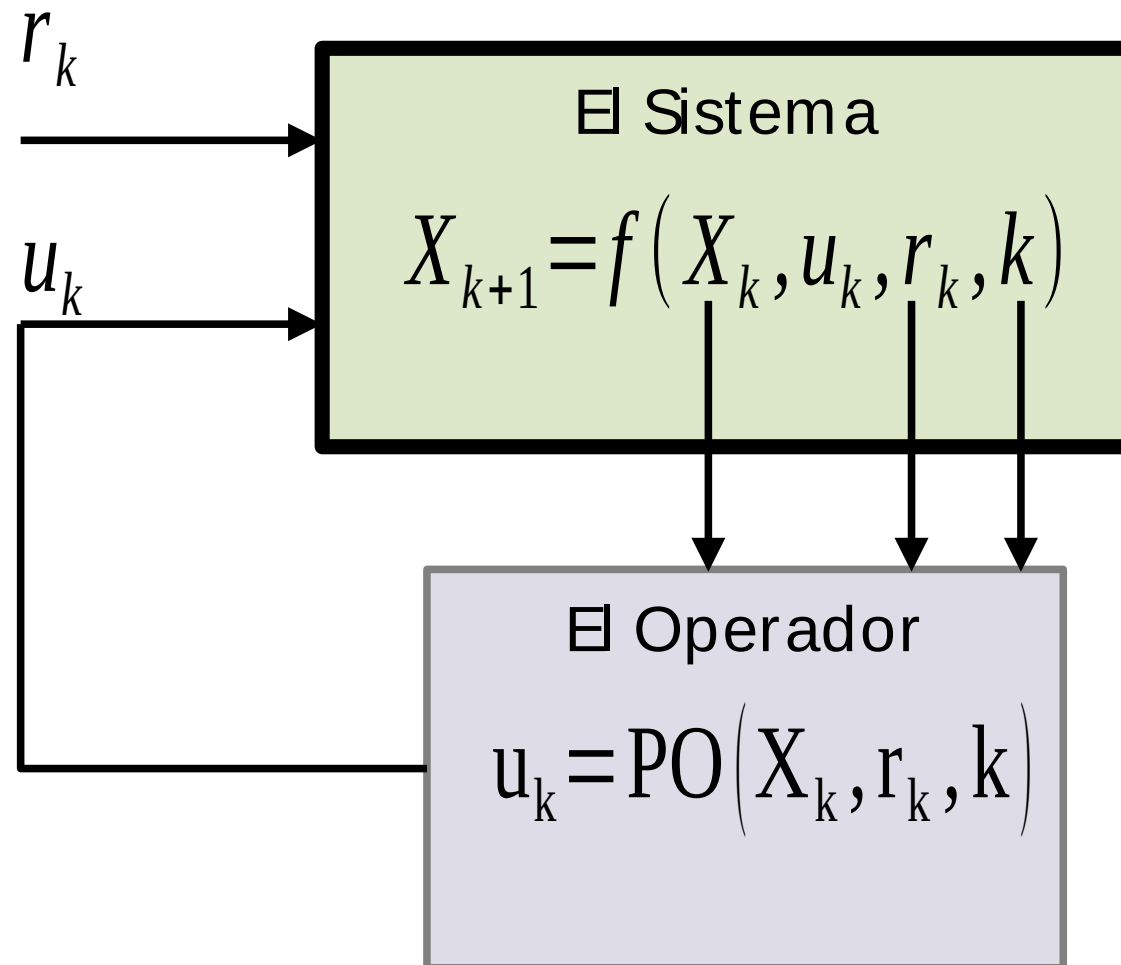 r_k
El Sistema
u_k
X_{k+1}=f(X_k,u_k,r_k,k)
El Operador
u_k=PO(X_k,r_k,k)